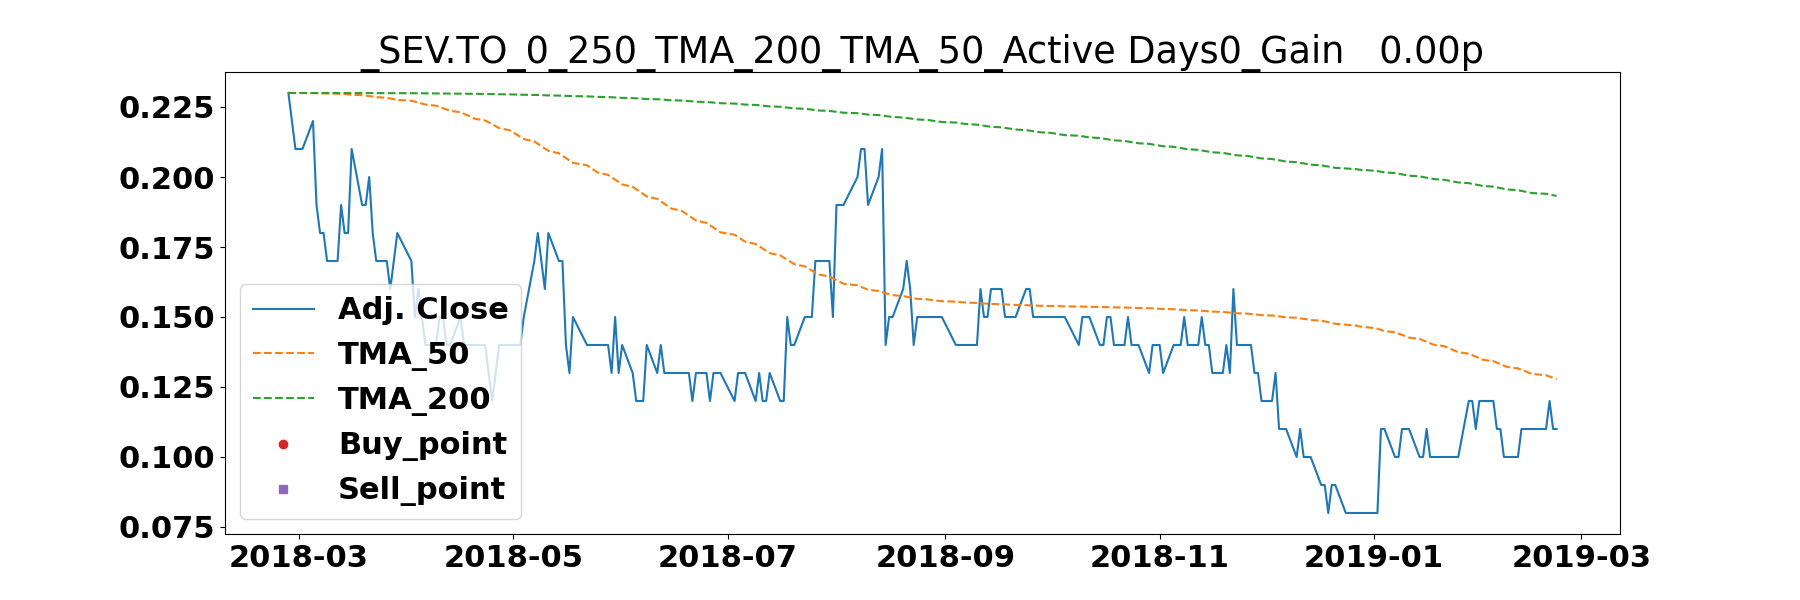 _SEV.TO_0_250_TMA_200_TMA_50_Active Days0_Gain   0.00p
0.225
0.200
0.175
0.150
0.125
0.100
0.075
Adj. Close
TMA_50
TMA_200
Buy_point
Sell_point
2018-03 2018-05 2018-07 2018-09 2018-11 2019-01 2019-03